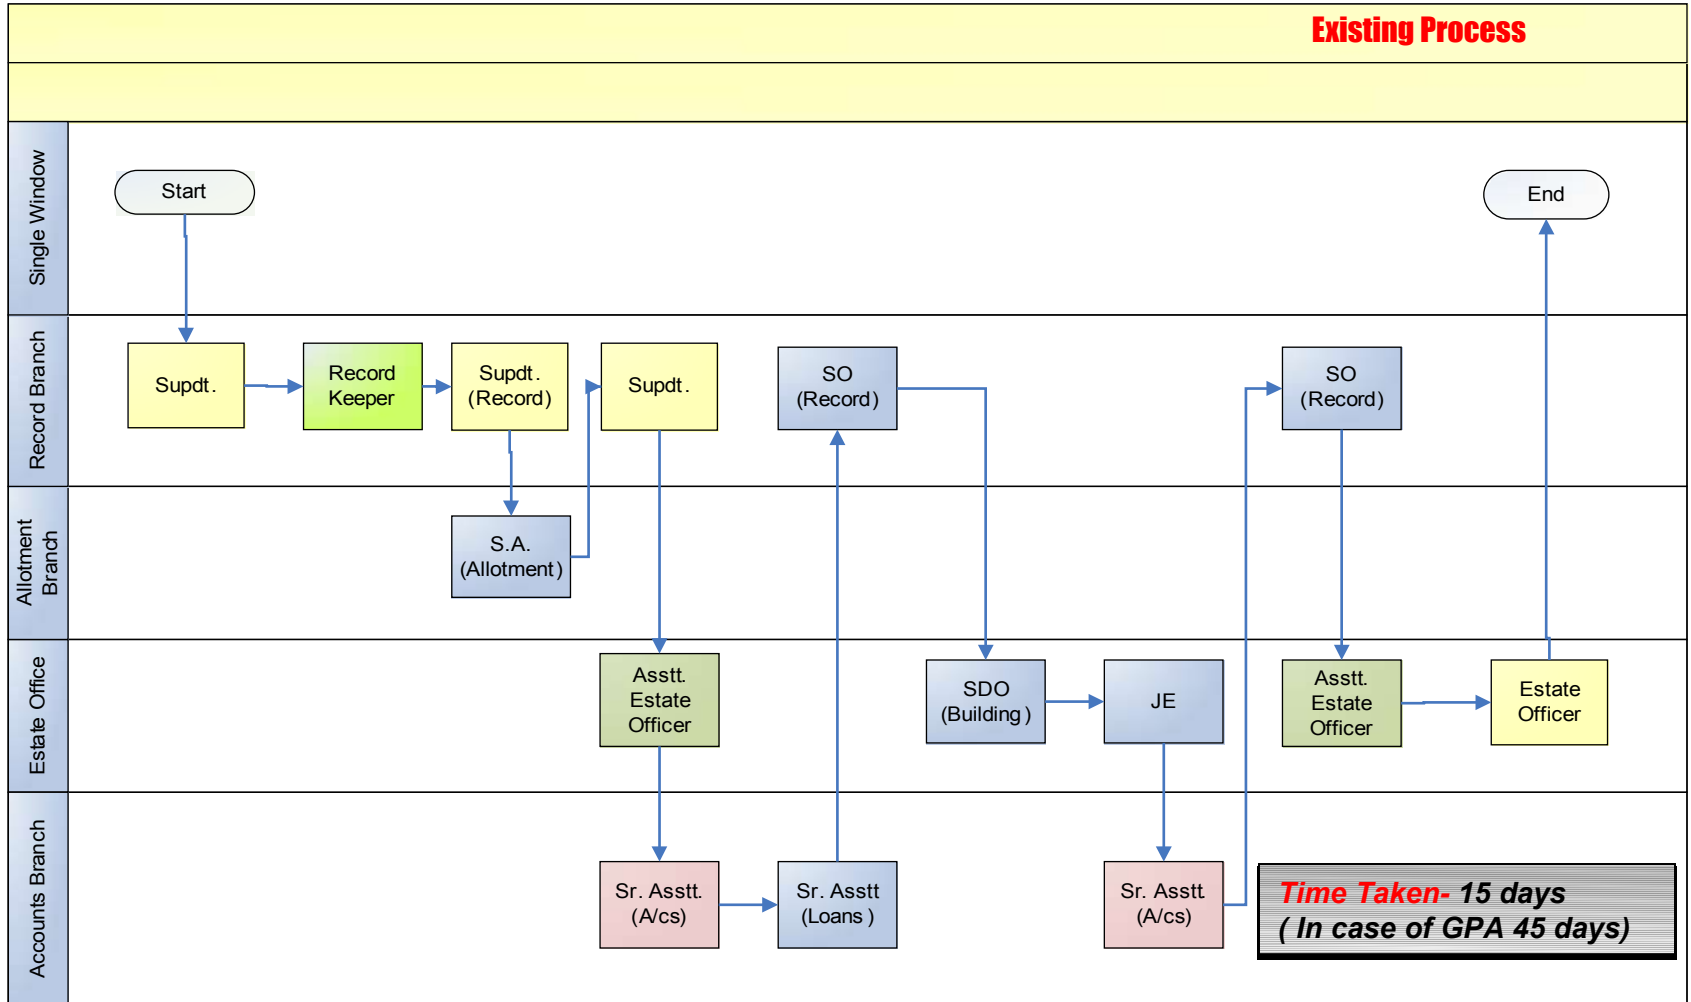 Existing Process
Single Window
Start
End
Record Branch
Supdt.
Record
Keeper
Supdt.
(Record)
Supdt.
SO
(Record)
SO
(Record)
Allotment
Branch
S.A.
(Allotment)
Estate Office
Asstt.
Estate
Officer
SDO
(Building)
JE
Asstt.
Estate
Officer
Estate
Officer
Accounts Branch
Sr. Asstt.
(A/cs)
Sr. Asstt
(Loans)
Sr. Asstt
(A/cs)
Time Taken- 15 days
( In case of GPA 45 days)